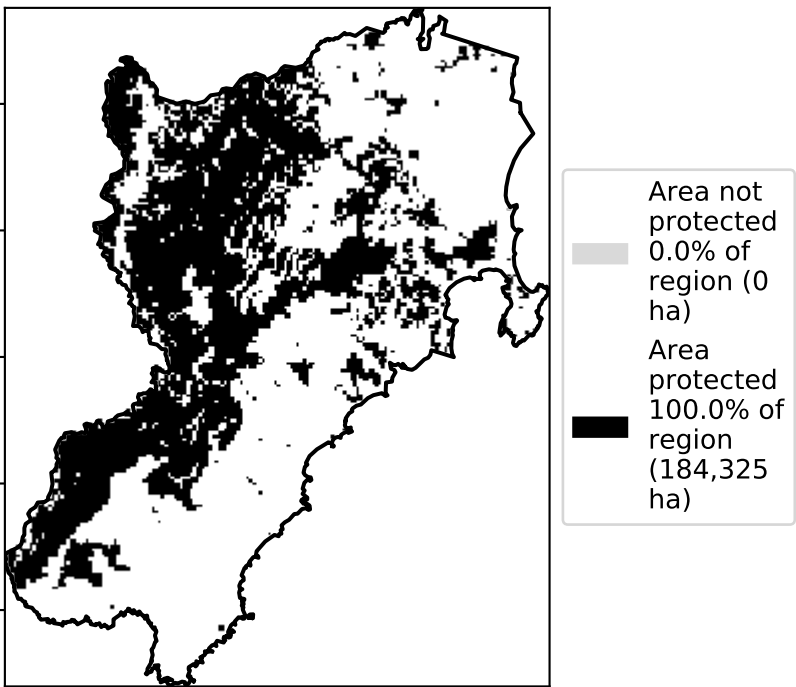 Area not
protected
0.0% of
region (0
ha)
Area
protected
100.0% of
region
(184,325
ha)